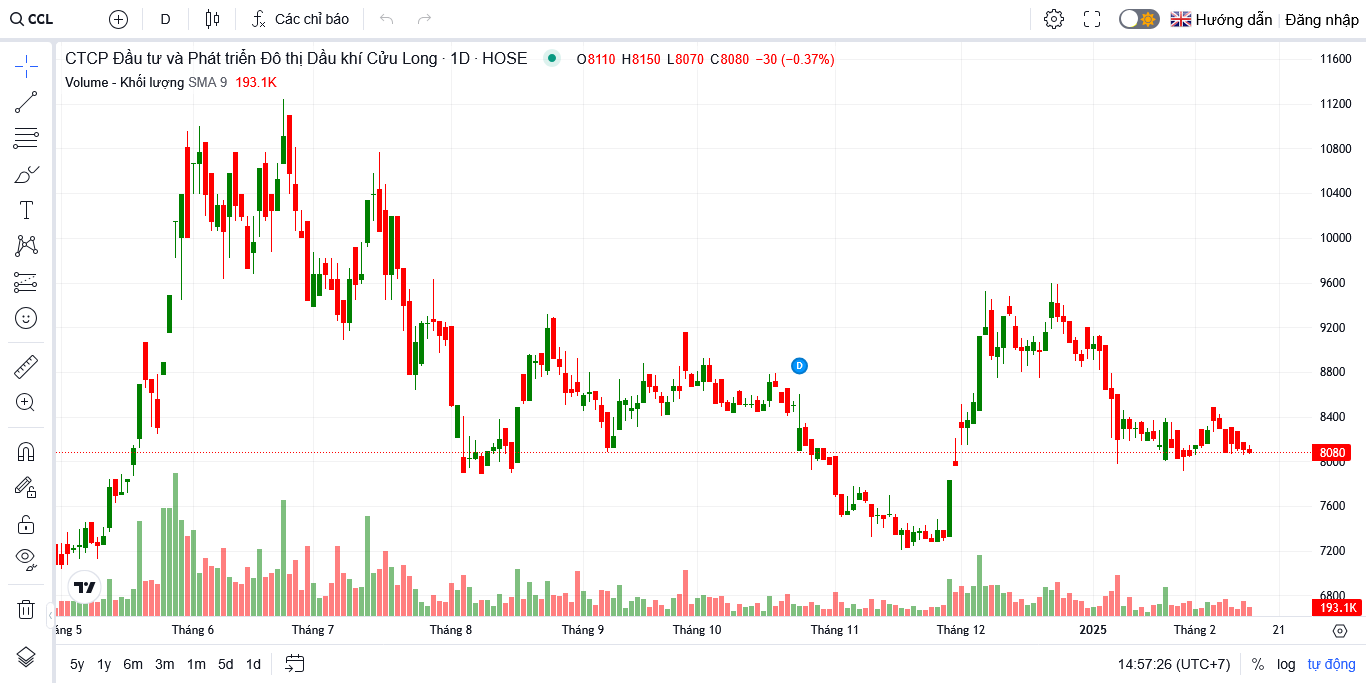 CCL D Các chỉ báo Hướng dẫn Đăng nhập
CTCP Đầu tư và Phát triển Đô thị Dầu khí Cửu Long · 1D · HOSE O8110 H8150 L8070 C8080 −30 (−0.37%)
Volume - Khối lượng SMA 9 193.1K
11600
11200
10800
10400
10000
9600
9200
8800
D
8400
8080
8000
7600
7200
6800
193.1K
áng 5 Tháng 6 Tháng 7 Tháng 8 Tháng 9 Tháng 10 Tháng 11 Tháng 12 2025 Tháng 2 21
5y 1y 6m 3m 1m 5d 1d 14:57:26 (UTC+7) % log tự động